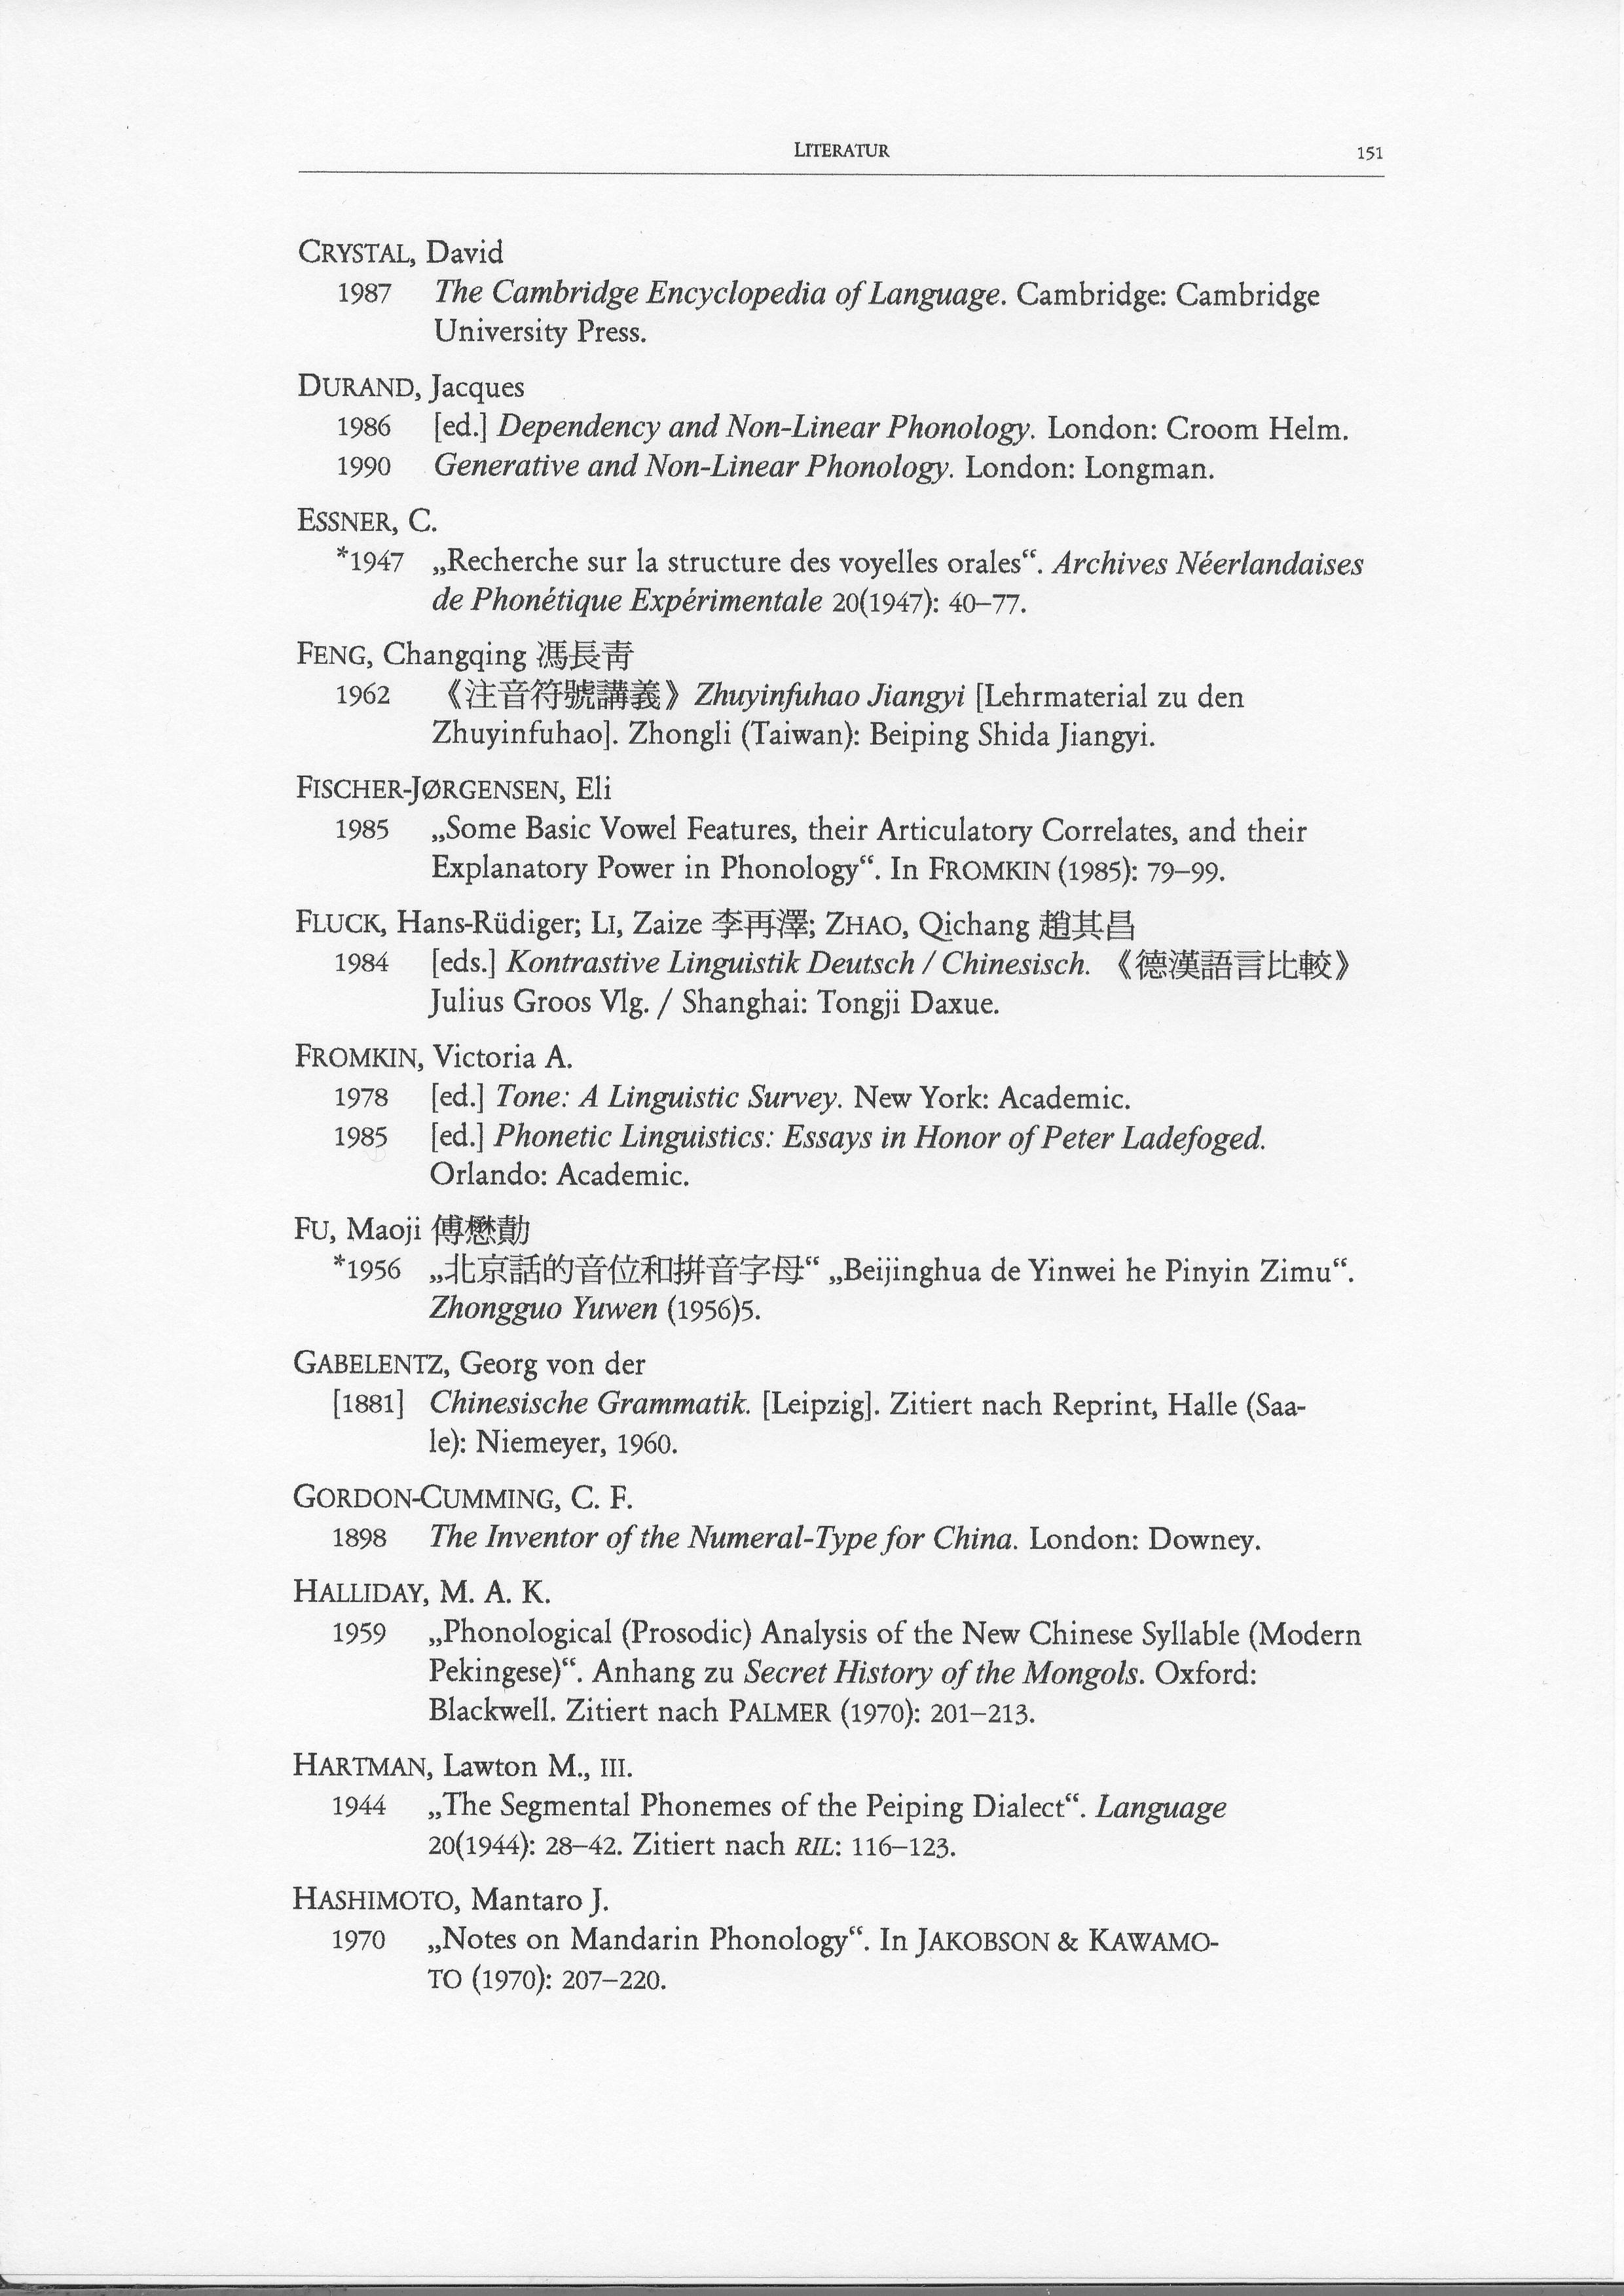 LITERATUR 151
CRYSTAL, David
1987 The Cambridge Encyclopedia of Language. Cambridge: Cambridge
University Press.
DURAND, Jacques
1986 [ed.] Dependency and Non-Linear Phonology. London: Croom Helm.
1990 Generative and Non-Linear Phonology. London: Longman.
ESSNER, C.
*1947 „Recherche sur la structure des voyelles orales“. Archives Néerlandaises
de Phonétique Expérimentale 20(1947): 40–77.
FENG, Changqing 馮長靑
1962 《注音符號講義》 Zhuyinfuhao Jiangyi [Lehrmaterial zu den
Zhuyinfuhao]. Zhongli (Taiwan): Beiping Shida Jiangyi.
FISCHER-JØRGENSEN, Eli
1985 „Some Basic Vowel Features, their Articulatory Correlates, and their
Explanatory Power in Phonology“. In FROMKIN (1985): 79–99.
FLUCK, Hans-Rüdiger; LI, Zaize 李再澤; ZHAO, Qichang 趙其昌
1984 [eds.] Kontrastive Linguistik Deutsch / Chinesisch. 《德漢語言比較》
Julius Groos Vlg. / Shanghai: Tongji Daxue.
FROMKIN, Victoria A.
1978 [ed.] Tone: A Linguistic Survey. New York: Academic.
1985 [ed.] Phonetic Linguistics: Essays in Honor of Peter Ladefoged.
Orlando: Academic.
FU, Maoji 傅懋勣
*1956 „北京話的音位和拼音字母“ „Beijinghua de Yinwei he Pinyin Zimu“.
Zhongguo Yuwen (1956)5.
GABELENTZ, Georg von der
[1881] Chinesische Grammatik. [Leipzig]. Zitiert nach Reprint, Halle (Saa-
le): Niemeyer, 1960.
GORDON-CUMMING, C. F.
1898 The Inventor of the Numeral-Type for China. London: Downey.
HALLIDAY, M. A. K.
1959 „Phonological (Prosodic) Analysis of the New Chinese Syllable (Modern
Pekingese)“. Anhang zu Secret History of the Mongols. Oxford:
Blackwell. Zitiert nach PALMER (1970): 201–213.
HARTMAN, Lawton M., III.
1944 „The Segmental Phonemes of the Peiping Dialect“. Language
20(1944): 28–42. Zitiert nach RIL: 116–123.
HASHIMOTO, Mantaro J.
1970 „Notes on Mandarin Phonology“. In JAKOBSON & KAWAMO-
TO (1970): 207–220.